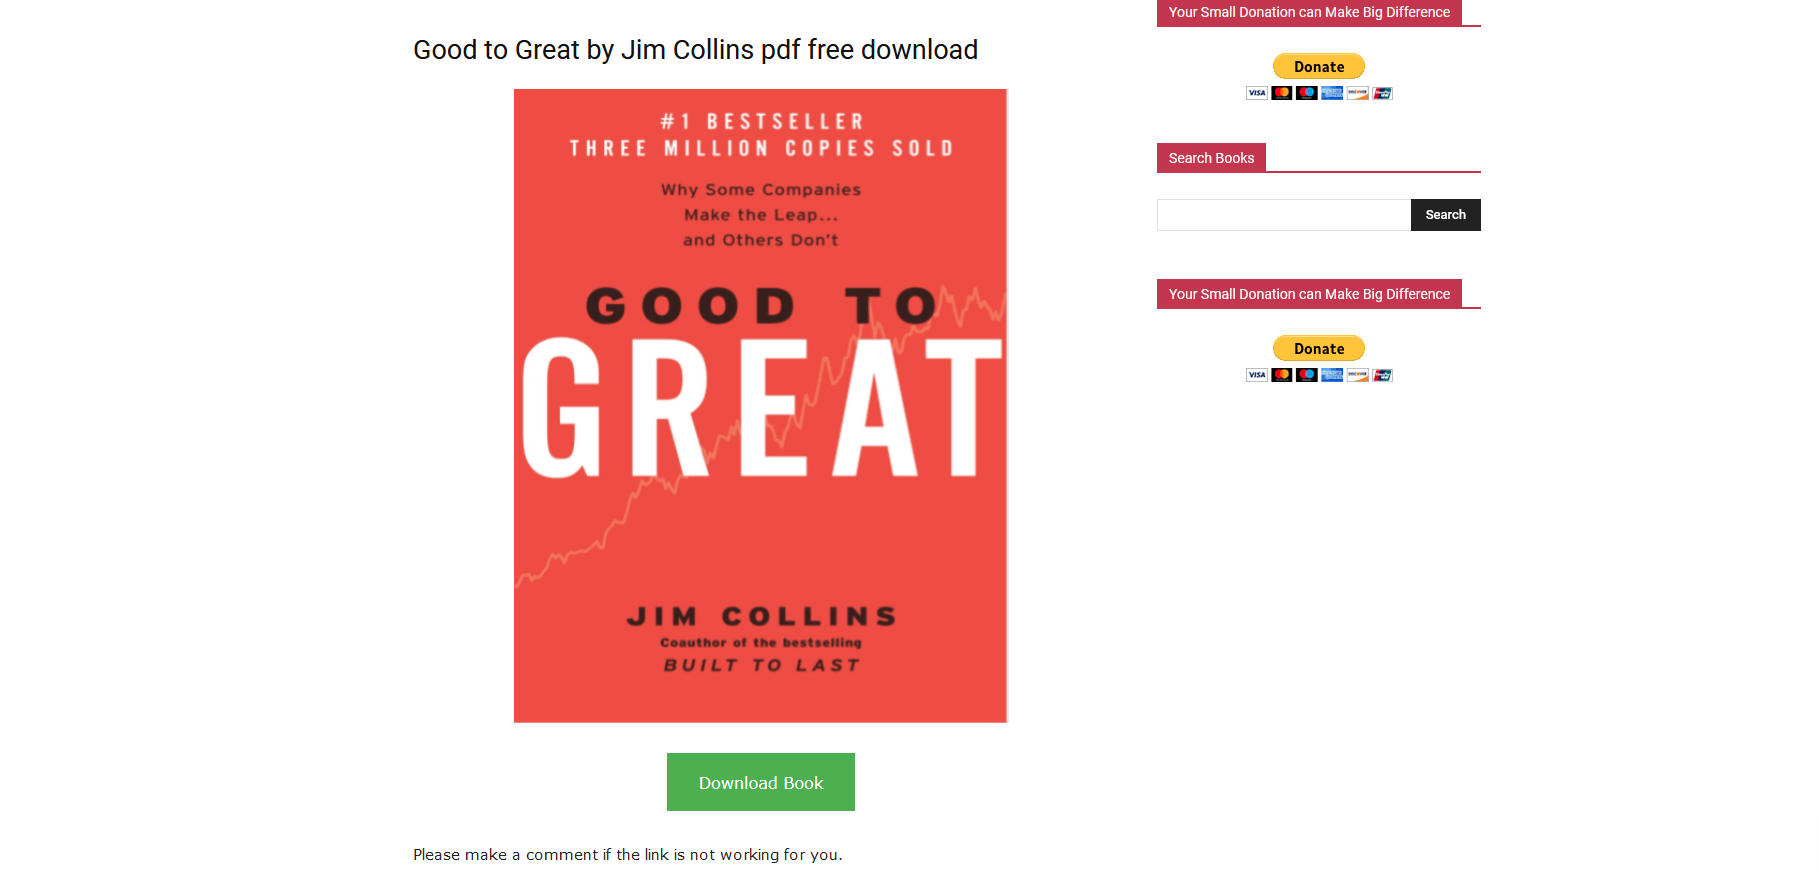 Good to Great by Jim Collins pdf free download
#1 BESTSELLER
THREE MILLION COPIES SOLD
Why Some Companies
Make the Leap...
and Others Don't
GOOD TO
GREAT
JIM COLLINS
Coauthor of the bestselling
BUILT TO LAST
Download Book
Please make a comment if the link is not working for you.
Your Small Donation can Make Big Difference
Donate
VISA
Search Books
Search
Your Small Donation can Make Big Difference
Donate
VISA